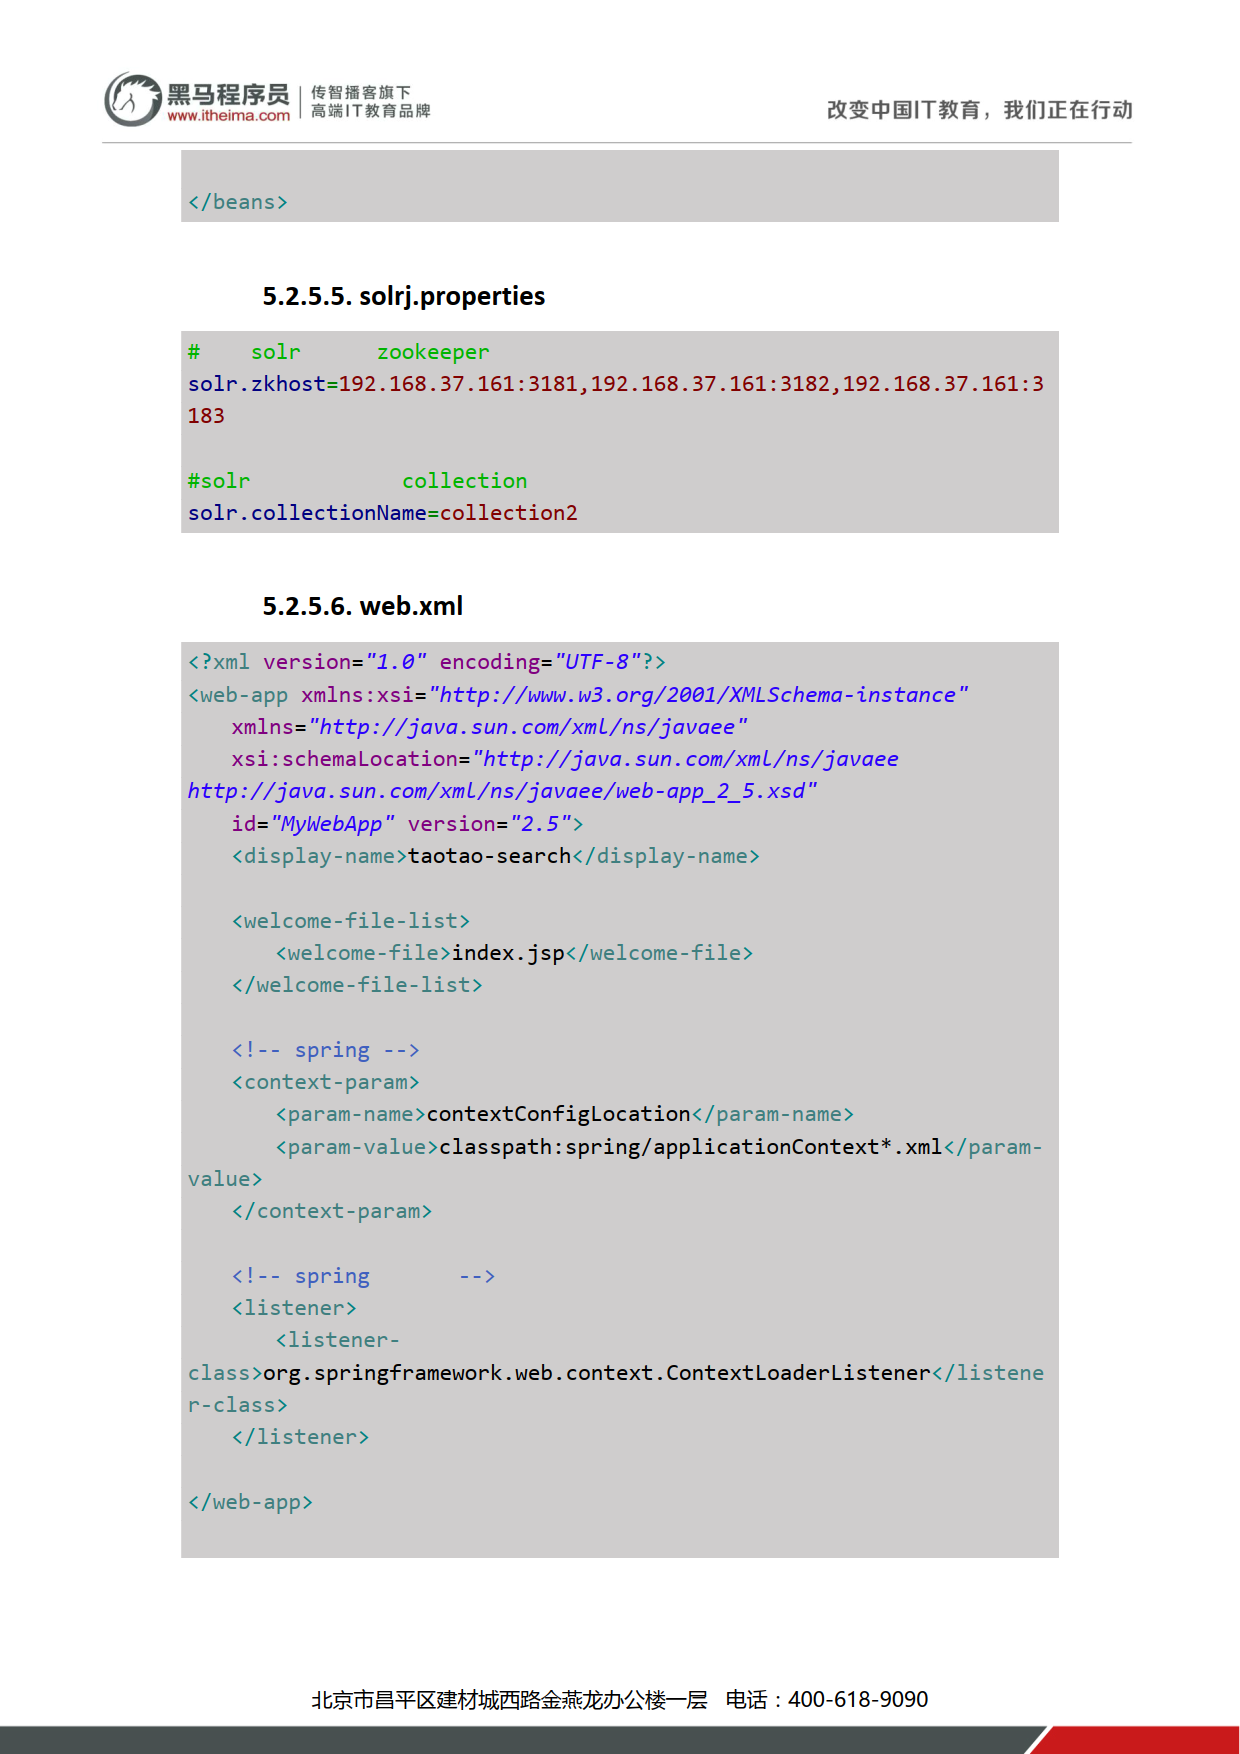 黑马程序员
www.itheima.com
传智播客旗下
高端IT教育品牌
改变中国IT教育，我们正在行动
</beans>
5.2.5.5. solrj.properties
#    solr      zookeeper
solr.zkhost=192.168.37.161:3181,192.168.37.161:3182,192.168.37.161:3
183
#solr            collection
solr.collectionName=collection2
5.2.5.6. web.xml
<?xml version="1.0" encoding="UTF-8"?>
<web-app xmlns:xsi="http://www.w3.org/2001/XMLSchema-instance"
xmlns="http://java.sun.com/xml/ns/javaee"
xsi:schemaLocation="http://java.sun.com/xml/ns/javaee
http://java.sun.com/xml/ns/javaee/web-app_2_5.xsd"
id="MyWebApp" version="2.5">
<display-name>taotao-search</display-name>
<welcome-file-list>
<welcome-file>index.jsp</welcome-file>
</welcome-file-list>
<!-- spring -->
<context-param>
<param-name>contextConfigLocation</param-name>
<param-value>classpath:spring/applicationContext*.xml</param-
value>
</context-param>
<!-- spring       -->
<listener>
<listener-
class>org.springframework.web.context.ContextLoaderListener</listene
r-class>
</listener>
</web-app>
北京市昌平区建材城西路金燕龙办公楼一层   电话：400-618-9090